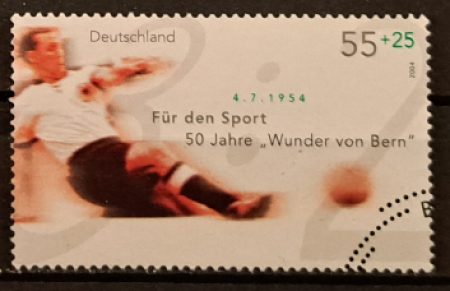 Deutschland
55+25
2004
4.7.1954
Für den Sport
50 Jahre „Wunder von Bern“
B